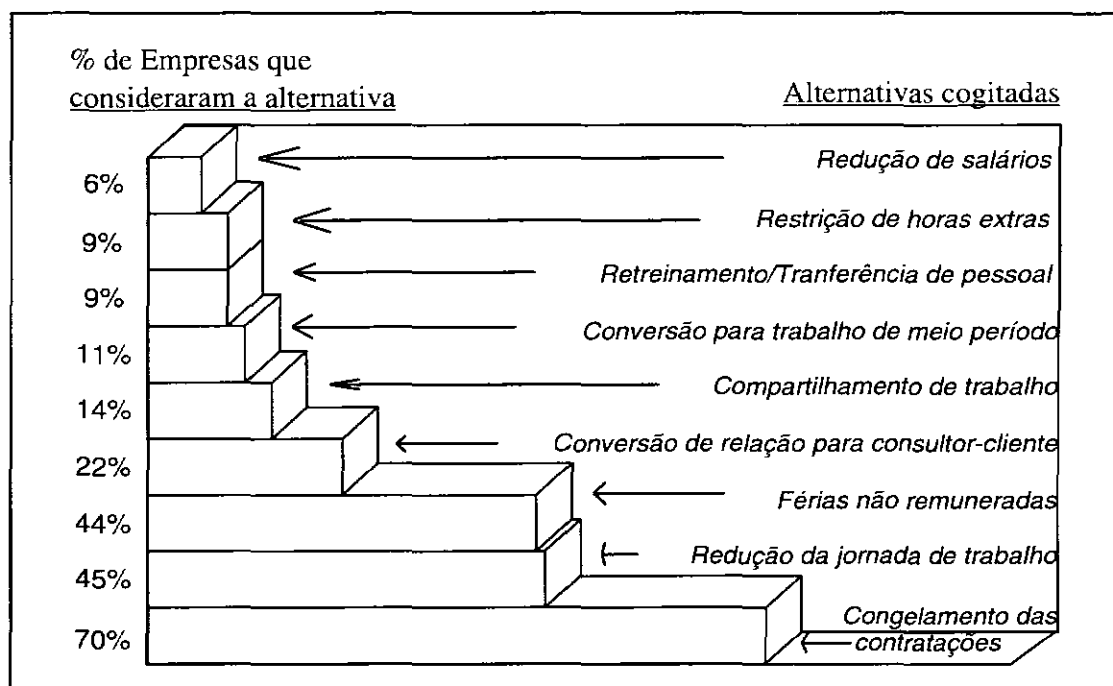 % de Empresas que
consideraram a alternativa
Alternativas cogitadas
6%
Redução de salários
9%
Restrição de horas extras
9%
Retreinamento/Tranferência de pessoal
11%
Conversão para trabalho de meio período
14%
Compartilhamento de trabalho
22%
Conversão de relação para consultor-cliente
44%
Férias não remuneradas
45%
Redução da jornada de trabalho
70%
Congelamento das
contratações